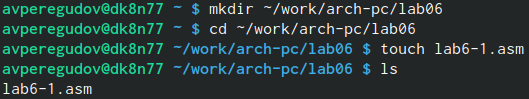 avperegudov@dk8n77 ~ $ mkdir ~/work/arch-pc/lab06
avperegudov@dk8n77 ~ $ cd ~/work/arch-pc/lab06
avperegudov@dk8n77 ~/work/arch-pc/lab06 $ touch lab6-1.asm
avperegudov@dk8n77 ~/work/arch-pc/lab06 $ ls
lab6-1.asm